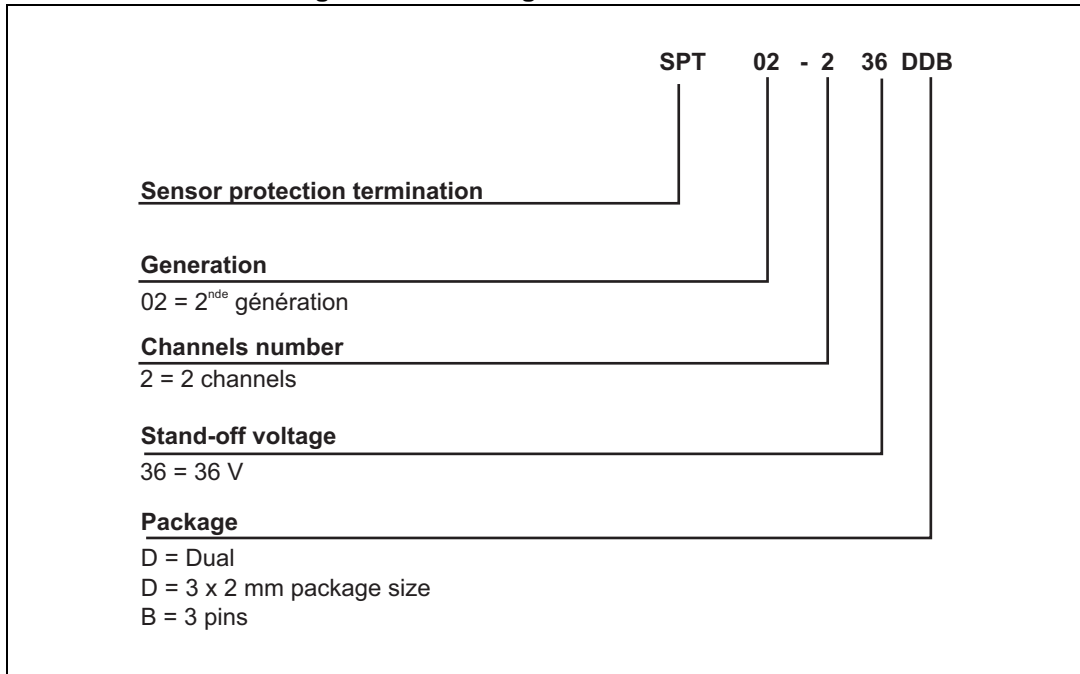 SPT 02 - 2 36 DDB
Sensor protection termination
Generation
02 = 2nde génération
Channels number
2 = 2 channels
Stand-off voltage
36 = 36 V
Package
D = Dual
D = 3 x 2 mm package size
B = 3 pins